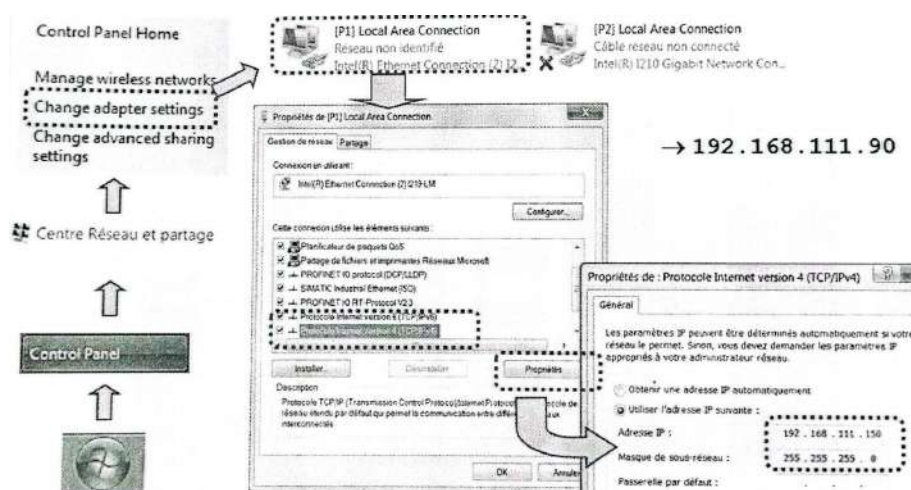 Control Panel Home
Manage wireless networks
Change adapter settings
Change advanced sharing
settings
Centre Réseau et partage
Control Panel
[P1] Local Area Connection
Réseau non identifié
Intel(R) Ethernet Connection (2) I2...
[P2] Local Area Connection
Câble réseau non connecté
Intel(R) I210 Gigabit Network Con...
→ 192.168.111.90
Propriétés de [P1] Local Area Connection
Gestion de réseau Partage
Connexion en utilisant :
Intel(R) Ethernet Connection (2) I219-LM
Configurer...
Cette connexion utilise les éléments suivants :
Planificateur de paquets QoS
Partage de fichiers et imprimantes Réseaux Microsoft
PROFINET IO protocol (DCP/LLDP)
SIMATIC Industrial Ethernet (ISO)
PROFINET IO RT-Protocol V2.3
Protocole Internet version 6 (TCP/IPv6)
Protocole Internet version 4 (TCP/IPv4)
Installer... Désinstaller Propriétés
Description
Protocole TCP/IP (Transmission Control Protocol/Internet Protocol
réseau étendu par défaut qui permet la communication entre
interconnectés
OK Annuler
Propriétés de : Protocole Internet version 4 (TCP/IPv4)
Général
Les paramètres IP peuvent être déterminés automatiquement si votre
réseau le permet. Sinon, vous devez demander les paramètres IP
appropriés à votre administrateur réseau.
Obtenir une adresse IP automatiquement
Utiliser l'adresse IP suivante :
Adresse IP : 192 . 168 . 111 . 150
Masque de sous-réseau : 255 . 255 . 255 . 0
Passerelle par défaut : . . .